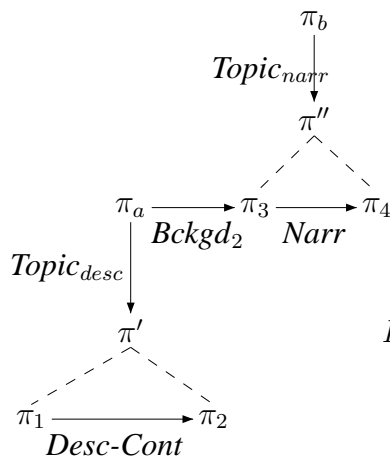 π_b
Topic_narr
π''
π_a π_3 π_4
Bckgd_2 Narr
Topic_desc
π'
π_1 π_2
Desc-Cont